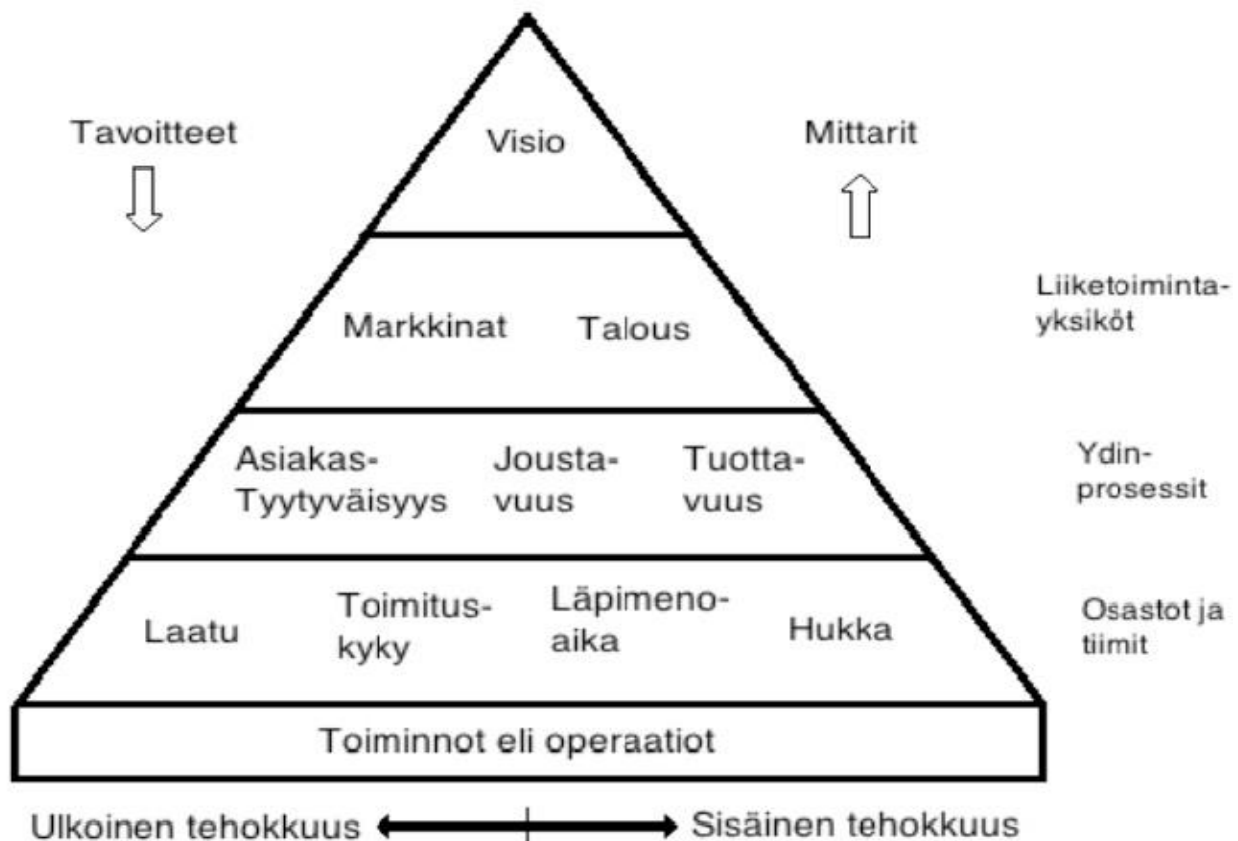 Tavoitteet
Visio
Mittarit
Liiketoiminta-
yksiköt
Markkinat
Talous
Asiakas-
Tyytyväisyys
Jousta-
vuus
Tuotta-
vuus
Ydin-
prosessit
Laatu
Toimitus-
kyky
Läpimeno-
aika
Hukka
Osastot ja
tiimit
Toiminnot eli operaatiot
Ulkoinen tehokkuus
Sisäinen tehokkuus